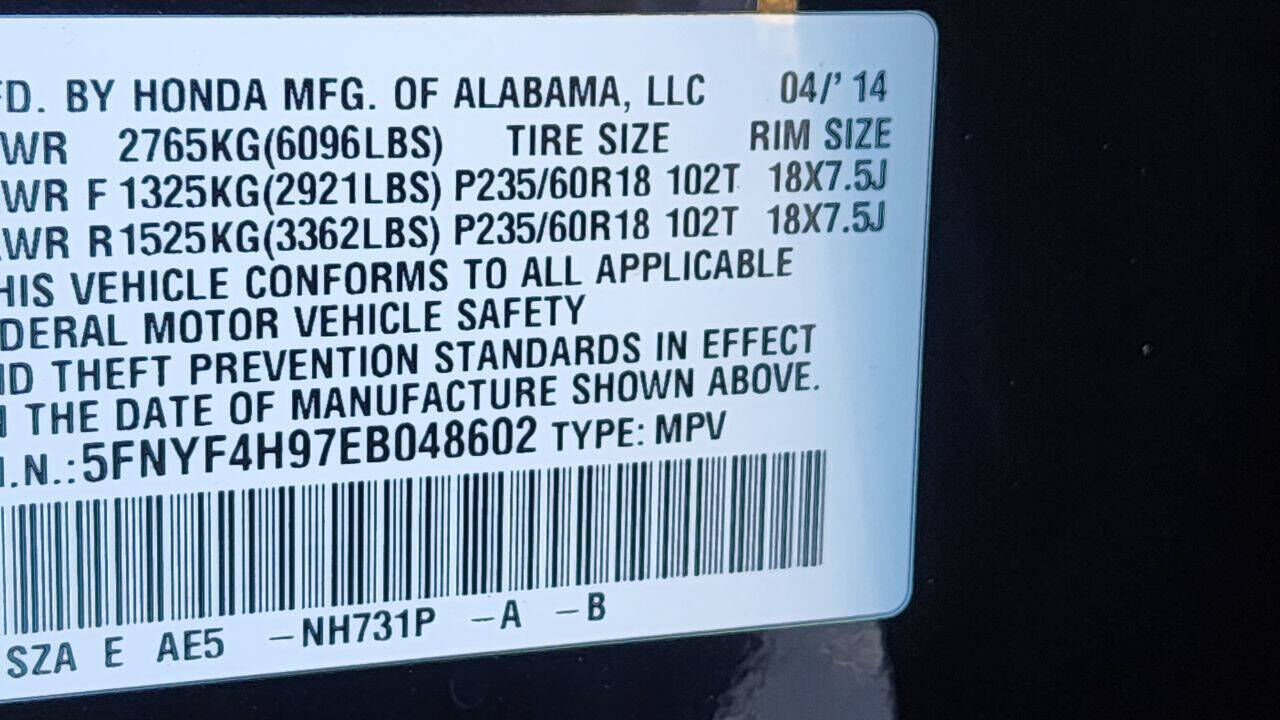 FD. BY HONDA MFG. OF ALABAMA, LLC 04/' 14
WR 2765KG(6096LBS) TIRE SIZE RIM SIZE
WR F 1325KG(2921LBS) P235/60R18 102T 18X7.5J
WR R 1525KG(3362LBS) P235/60R18 102T 18X7.5J
HIS VEHICLE CONFORMS TO ALL APPLICABLE
DERAL MOTOR VEHICLE SAFETY
ND THEFT PREVENTION STANDARDS IN EFFECT
N THE DATE OF MANUFACTURE SHOWN ABOVE.
I.N.: 5FNYF4H97EB048602 TYPE: MPV
SZA E AE5 –NH731P –A –B